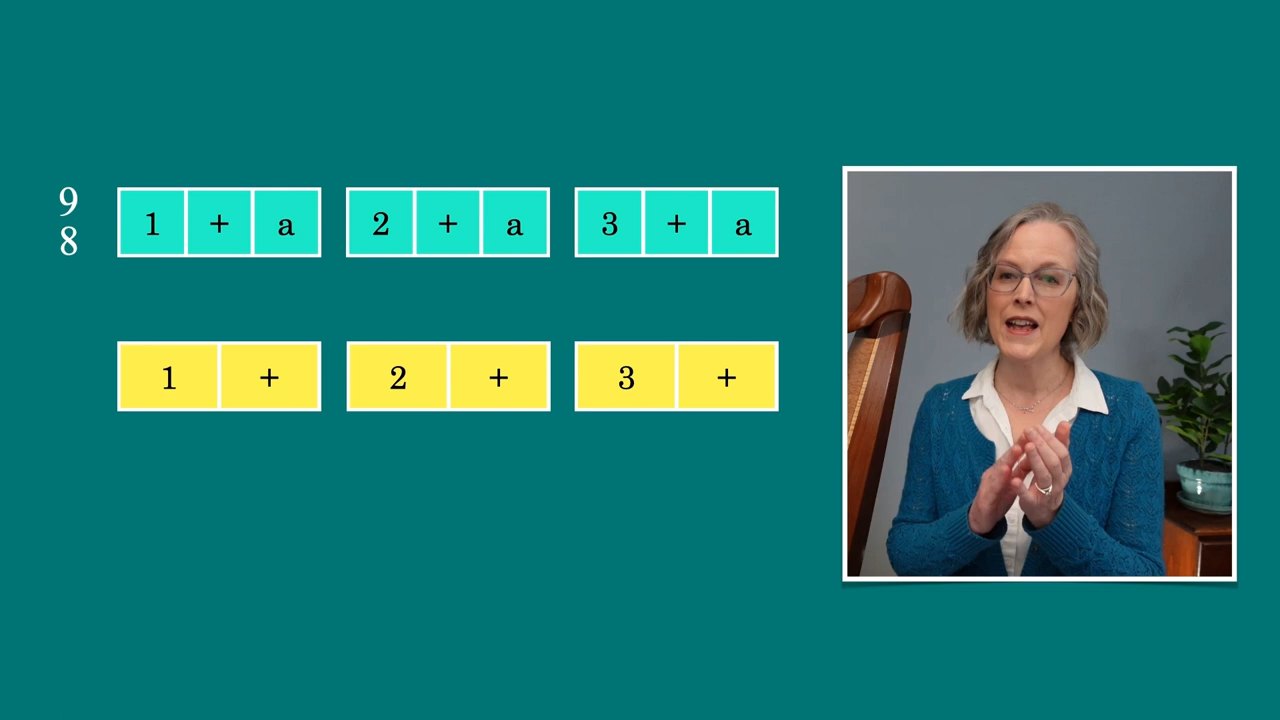 9
8
1 + a 2 + a 3 + a
1 + 2 + 3 +